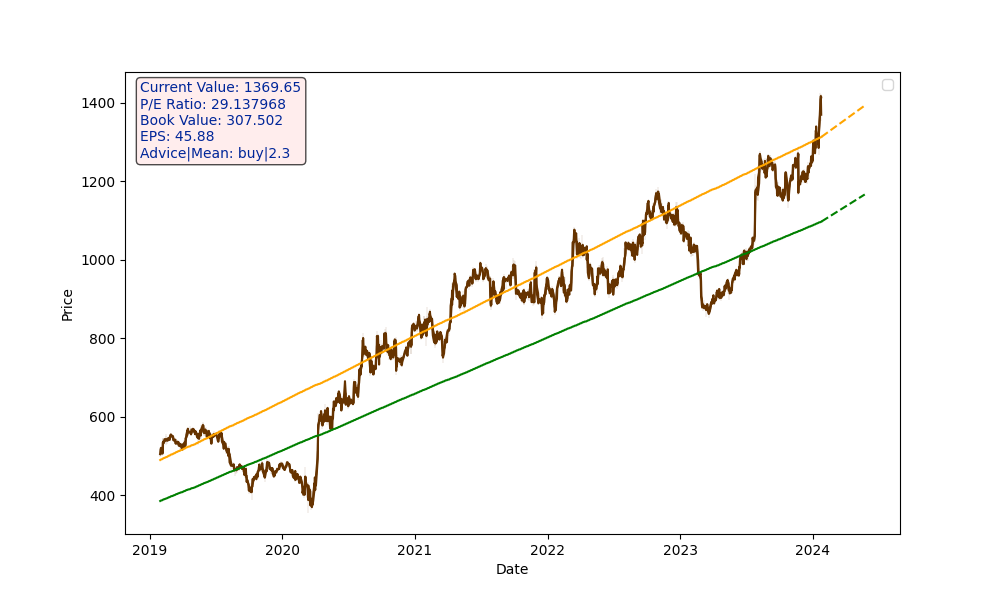 Current Value: 1369.65
P/E Ratio: 29.137968
Book Value: 307.502
EPS: 45.88
Advice|Mean: buy|2.3
1400
1200
1000
800
600
400
Price
2019 2020 2021 2022 2023 2024
Date